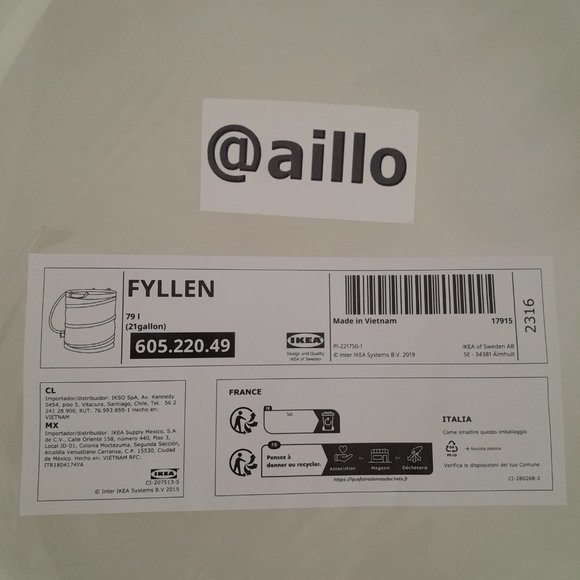 @aillo
FYLLEN
79 l
(21gallon)
605.220.49
IKEA
Design and Quality
IKEA of Sweden
Made in Vietnam
17915
PI-221750-1
© Inter IKEA Systems B.V. 2019
IKEA of Sweden AB
SE - 34381 Älmhult
2316
CL
Importador/distribuidor: IKSO SpA, Av. Kennedy
5454, piso 5, Vitacura, Santiago, Chile, Tel.: 56 2
241 28 900, RUT: 76.993.859-1 Hecho en:
VIETNAM
MX
Importador/distribuidor: IKEA Supply Mexico, S.A.
de C.V., Calle Oriente 158, número 440, Piso 3,
Local JD-01, Colonia Moctezuma, Segunda Sección,
Alcaldía Venustiano Carranza, C.P. 15530, Ciudad
de México. Hecho en: VIETNAM RFC:
ITR1804174YA
IKEA
CI-207513-5
© Inter IKEA Systems B.V 2015
FRANCE
FR
Sac
FR
Pensez à
donner ou recycler.
Association
ou
Magasin
ou
Déchèterie
https://quefairedemesdechets.fr/
ITALIA
Come smaltire questo imballaggio
→ Raccolta plastica
Verifica le disposizioni del tuo Comune
CI-280268-2